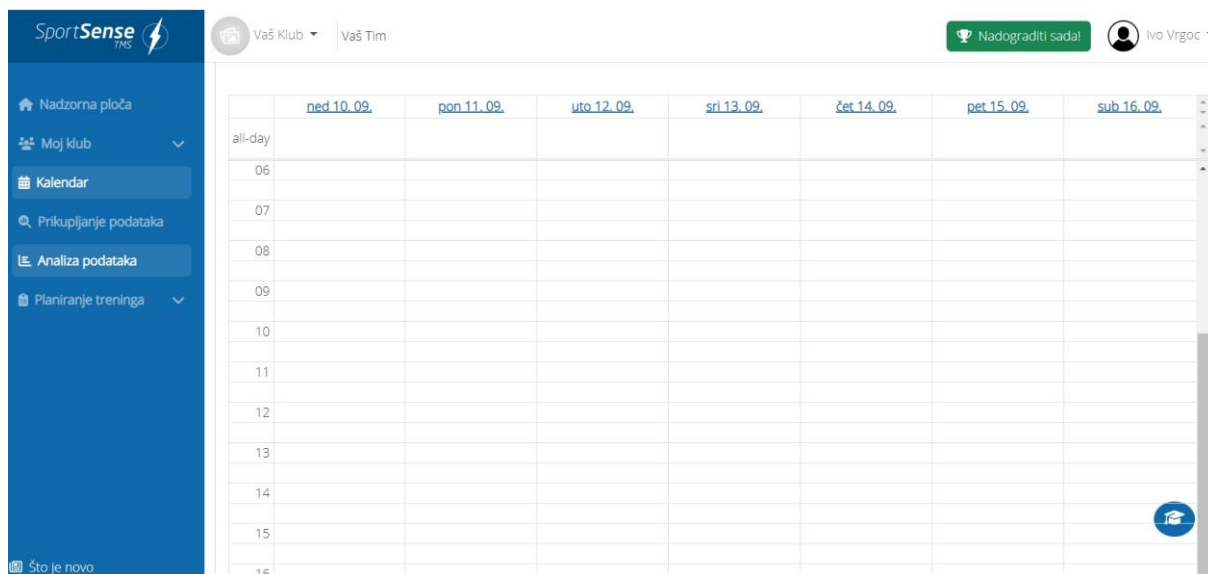 SportSense
TMS
Vaš Klub
Vaš Tim
Nadograditi sada!
Ivo Vrgoc
Nadzorna ploča
Moj klub
Kalendar
Prikupljanje podataka
Analiza podataka
Planiranje treninga
Što je novo
ned 10. 09. pon 11. 09. uto 12. 09. sri 13. 09. čet 14. 09. pet 15. 09. sub 16. 09.
all-day
06
07
08
09
10
11
12
13
14
15
16